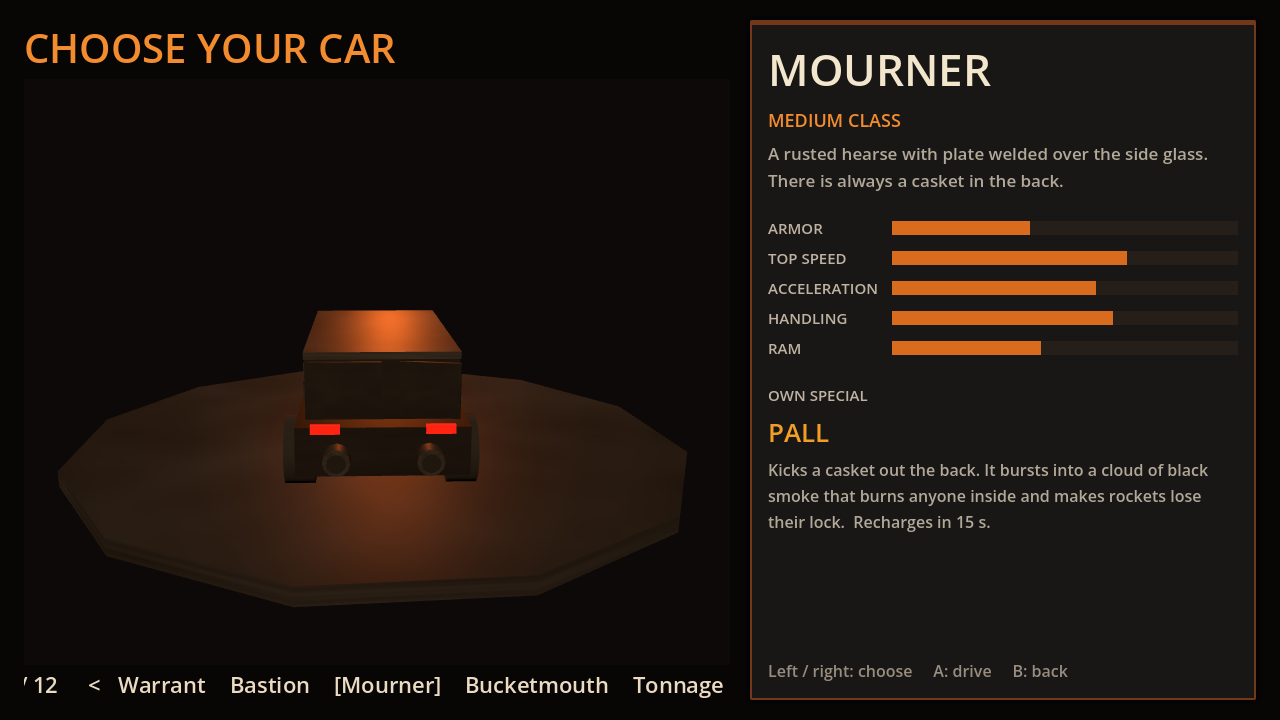 CHOOSE YOUR CAR
/ 12 < Warrant Bastion [Mourner] Bucketmouth Tonnage
MOURNER
MEDIUM CLASS
A rusted hearse with plate welded over the side glass.
There is always a casket in the back.
ARMOR
TOP SPEED
ACCELERATION
HANDLING
RAM
OWN SPECIAL
PALL
Kicks a casket out the back. It bursts into a cloud of black
smoke that burns anyone inside and makes rockets lose
their lock.  Recharges in 15 s.
Left / right: choose A: drive B: back